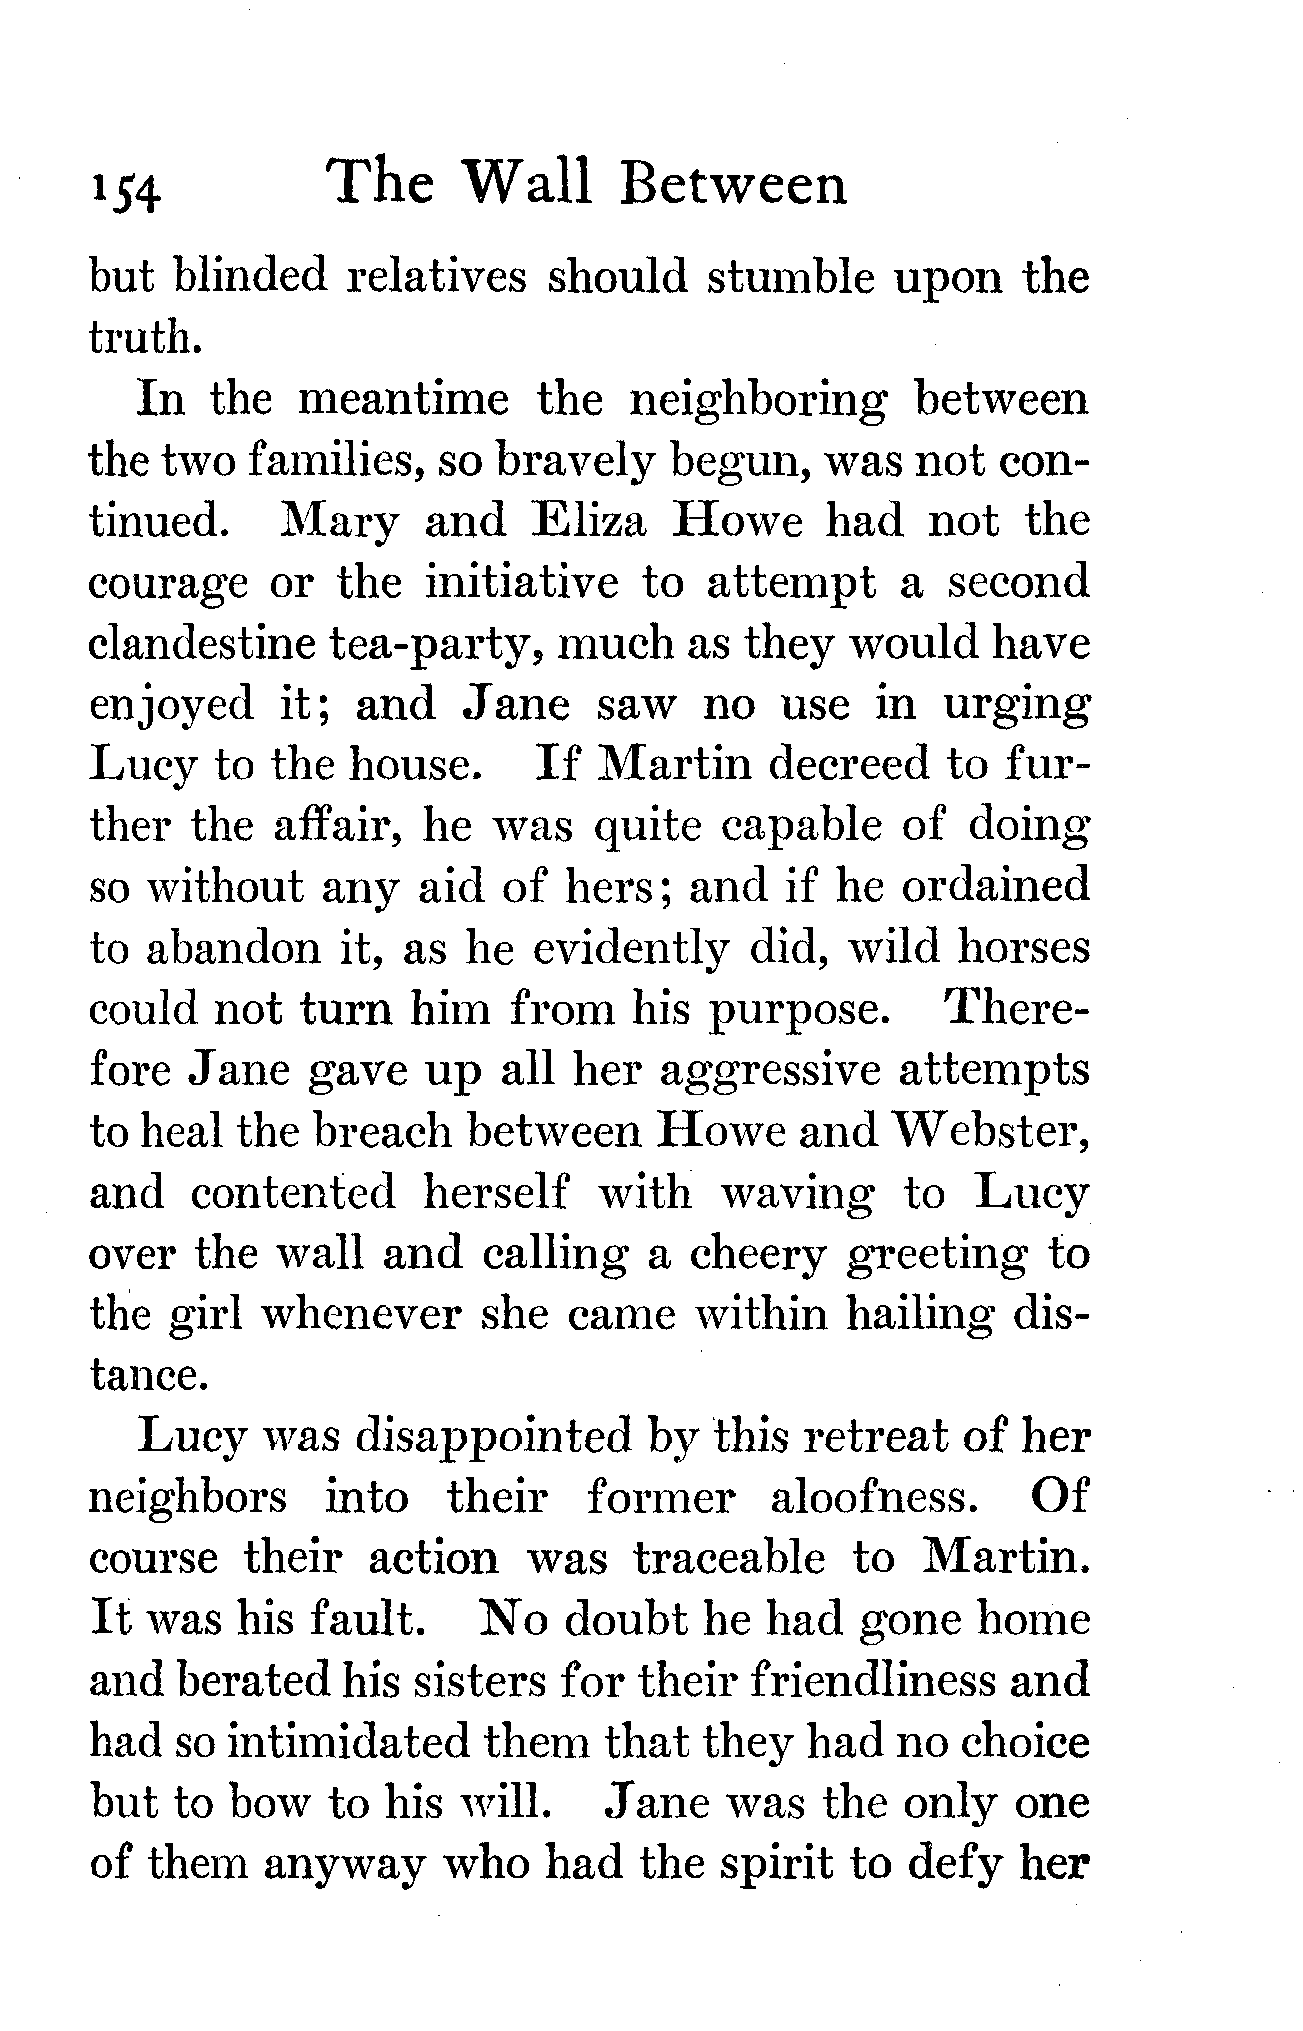 154 The Wall Between
but blinded relatives should stumble upon the
truth.
In the meantime the neighboring between
the two families, so bravely begun, was not con-
tinued. Mary and Eliza Howe had not the
courage or the initiative to attempt a second
clandestine tea-party, much as they would have
enjoyed it; and Jane saw no use in urging
Lucy to the house. If Martin decreed to fur-
ther the affair, he was quite capable of doing
so without any aid of hers; and if he ordained
to abandon it, as he evidently did, wild horses
could not turn him from his purpose. There-
fore Jane gave up all her aggressive attempts
to heal the breach between Howe and Webster,
and contented herself with waving to Lucy
over the wall and calling a cheery greeting to
the girl whenever she came within hailing dis-
tance.
Lucy was disappointed by this retreat of her
neighbors into their former aloofness. Of
course their action was traceable to Martin.
It was his fault. No doubt he had gone home
and berated his sisters for their friendliness and
had so intimidated them that they had no choice
but to bow to his will. Jane was the only one
of them anyway who had the spirit to defy her